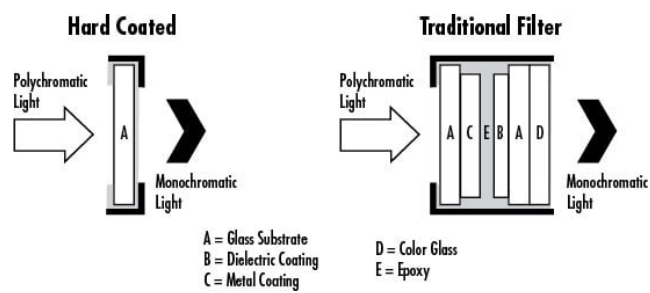 Hard Coated
Traditional Filter
Polychromatic
Light
A
Monochromatic
Light
Polychromatic
Light
A C E B A D
Monochromatic
Light
A = Glass Substrate
B = Dielectric Coating
C = Metal Coating
D = Color Glass
E = Epoxy